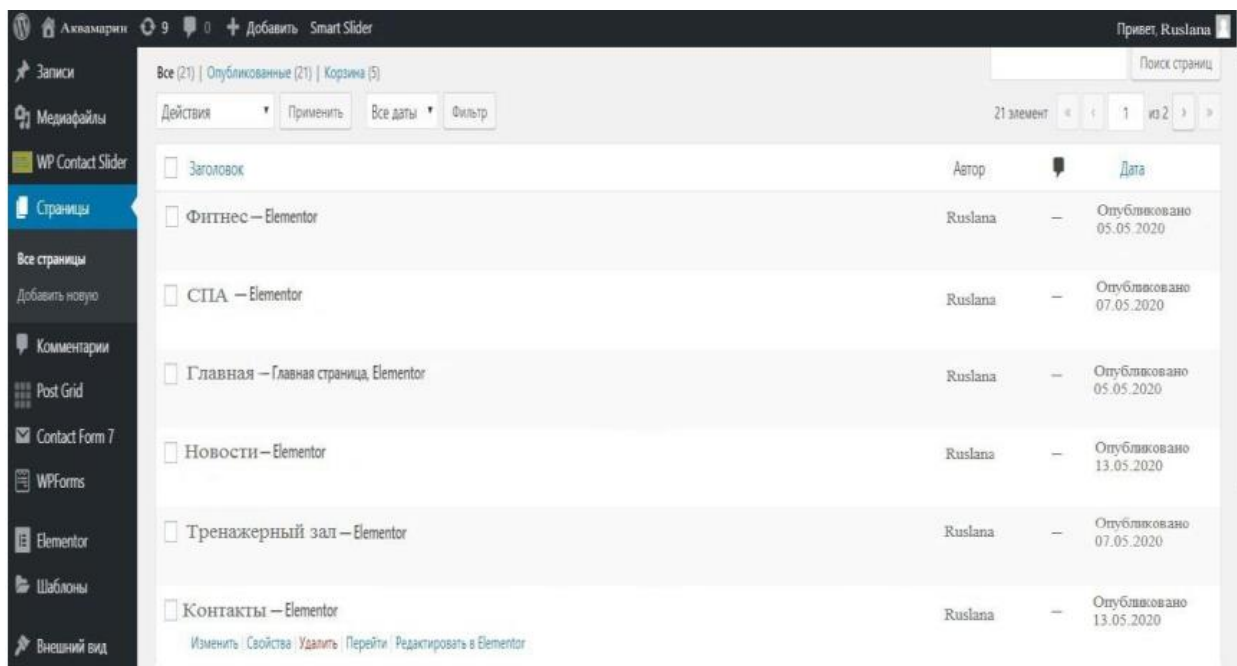 Аквамарин 9 0 + Добавить Smart Slider Привет, Ruslana
Записи
Медиафайлы
WP Contact Slider
Страницы
Все страницы
Добавить новую
Комментарии
Post Grid
Contact Form 7
WPForms
Elementor
Шаблоны
Внешний вид
Все (21) | Опубликованные (21) | Корзина (5)
Поиск страниц
Действия Применить Все даты Фильтр 21 элемент « ‹ 1 из 2 › »
Заголовок Автор Дата
Фитнес — Elementor Ruslana — Опубликовано
05.05.2020
СПА — Elementor Ruslana — Опубликовано
07.05.2020
Главная — Главная страница, Elementor Ruslana — Опубликовано
05.05.2020
Новости — Elementor Ruslana — Опубликовано
13.05.2020
Тренажерный зал — Elementor Ruslana — Опубликовано
07.05.2020
Контакты — Elementor Ruslana — Опубликовано
13.05.2020
Изменить | Свойства | Удалить | Перейти | Редактировать в Elementor